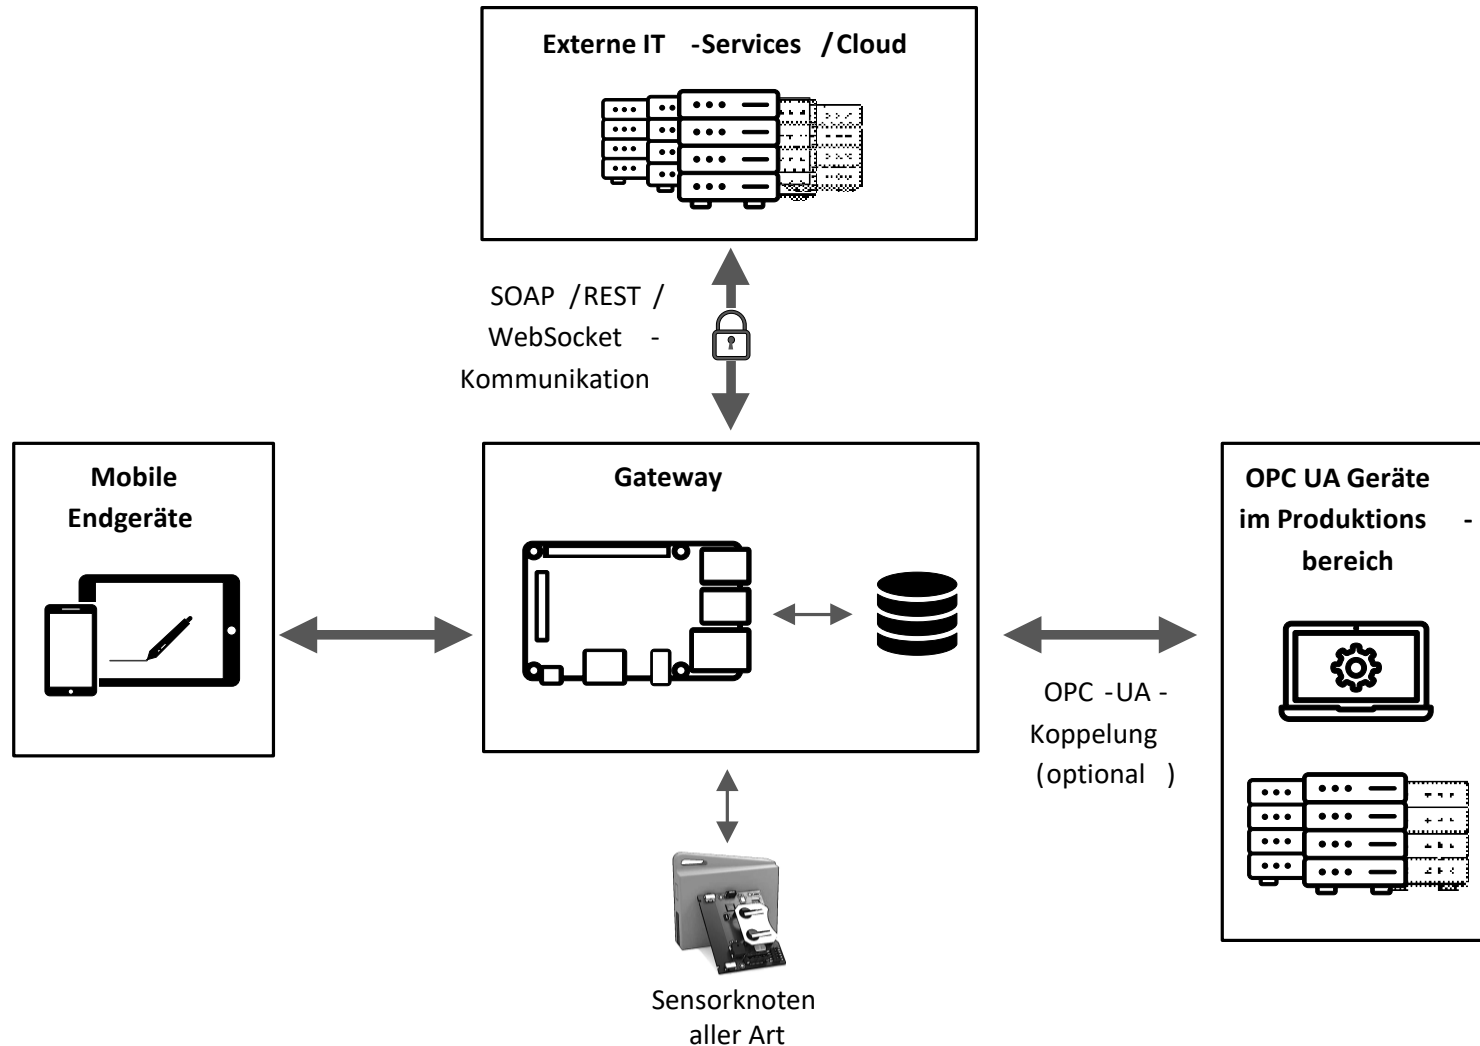 Externe IT -Services / Cloud
SOAP / REST /
WebSocket -
Kommunikation
Mobile
Endgeräte
Gateway
OPC UA Geräte
im Produktions -
bereich
OPC -UA -
Koppelung
(optional )
Sensorknoten
aller Art